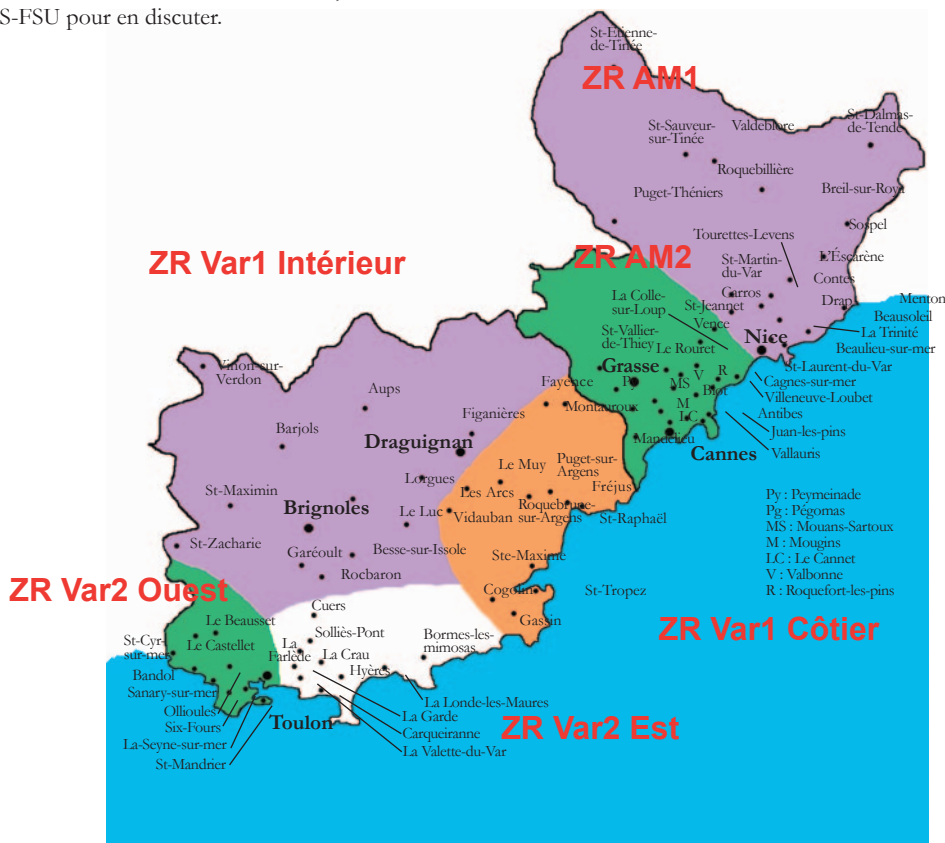 S-FSU pour en discuter.
St-Etienne-
de-Tinée
ZR AM1
St-Sauveur-
sur-Tinée
Valdeblore
St-Dalmas-
de-Tende
Roquebillière
Puget-Théniers
Breil-sur-Roya
Sospel
Tourettes-Levens
ZR Var1 Intérieur
ZR AM2
St-Martin-
du-Var
L'Escarène
Contes
La Colle-
sur-Loup
Carros
St-Jeannet
Drap
Menton
Beausoleil
Vence
La Trinité
St-Vallier-
de-Thiey
Le Rouret
Nice
Beaulieu-sur-mer
Vinon-sur-
Verdon
Grasse
V
R
St-Laurent-du-Var
Cagnes-sur-mer
Villeneuve-Loubet
Aups
Fayence
MS
Biot
Figanières
Montauroux
M
Antibes
LC
Juan-les-pins
Barjols
Draguignan
Mandelieu
Cannes
Vallauris
Le Muy
Puget-sur-
Argens
Lorgues
Les Arcs
Fréjus
St-Maximin
Brignoles
Le Luc
Vidauban
Roquebrune-
sur-Argens
St-Raphaël
Py : Peymeinade
Pg : Pégomas
MS : Mouans-Sartoux
M : Mougins
LC : Le Cannet
V : Valbonne
R : Roquefort-les-pins
St-Zacharie
Garéoult
Besse-sur-Issole
Ste-Maxime
Rocbaron
ZR Var2 Ouest
Cogolin
St-Tropez
Cuers
Gassin
ZR Var1 Côtier
Le Beausset
St-Cyr-
sur-mer
Le Castellet
Solliès-Pont
Bormes-les-
mimosas
La
Farlède
La Crau
Bandol
Hyères
Sanary-sur-mer
La Londe-les-Maures
Ollioules
La Garde
Six-Fours
Toulon
ZR Var2 Est
Carqueiranne
La-Seyne-sur-mer
La Valette-du-Var
St-Mandrier